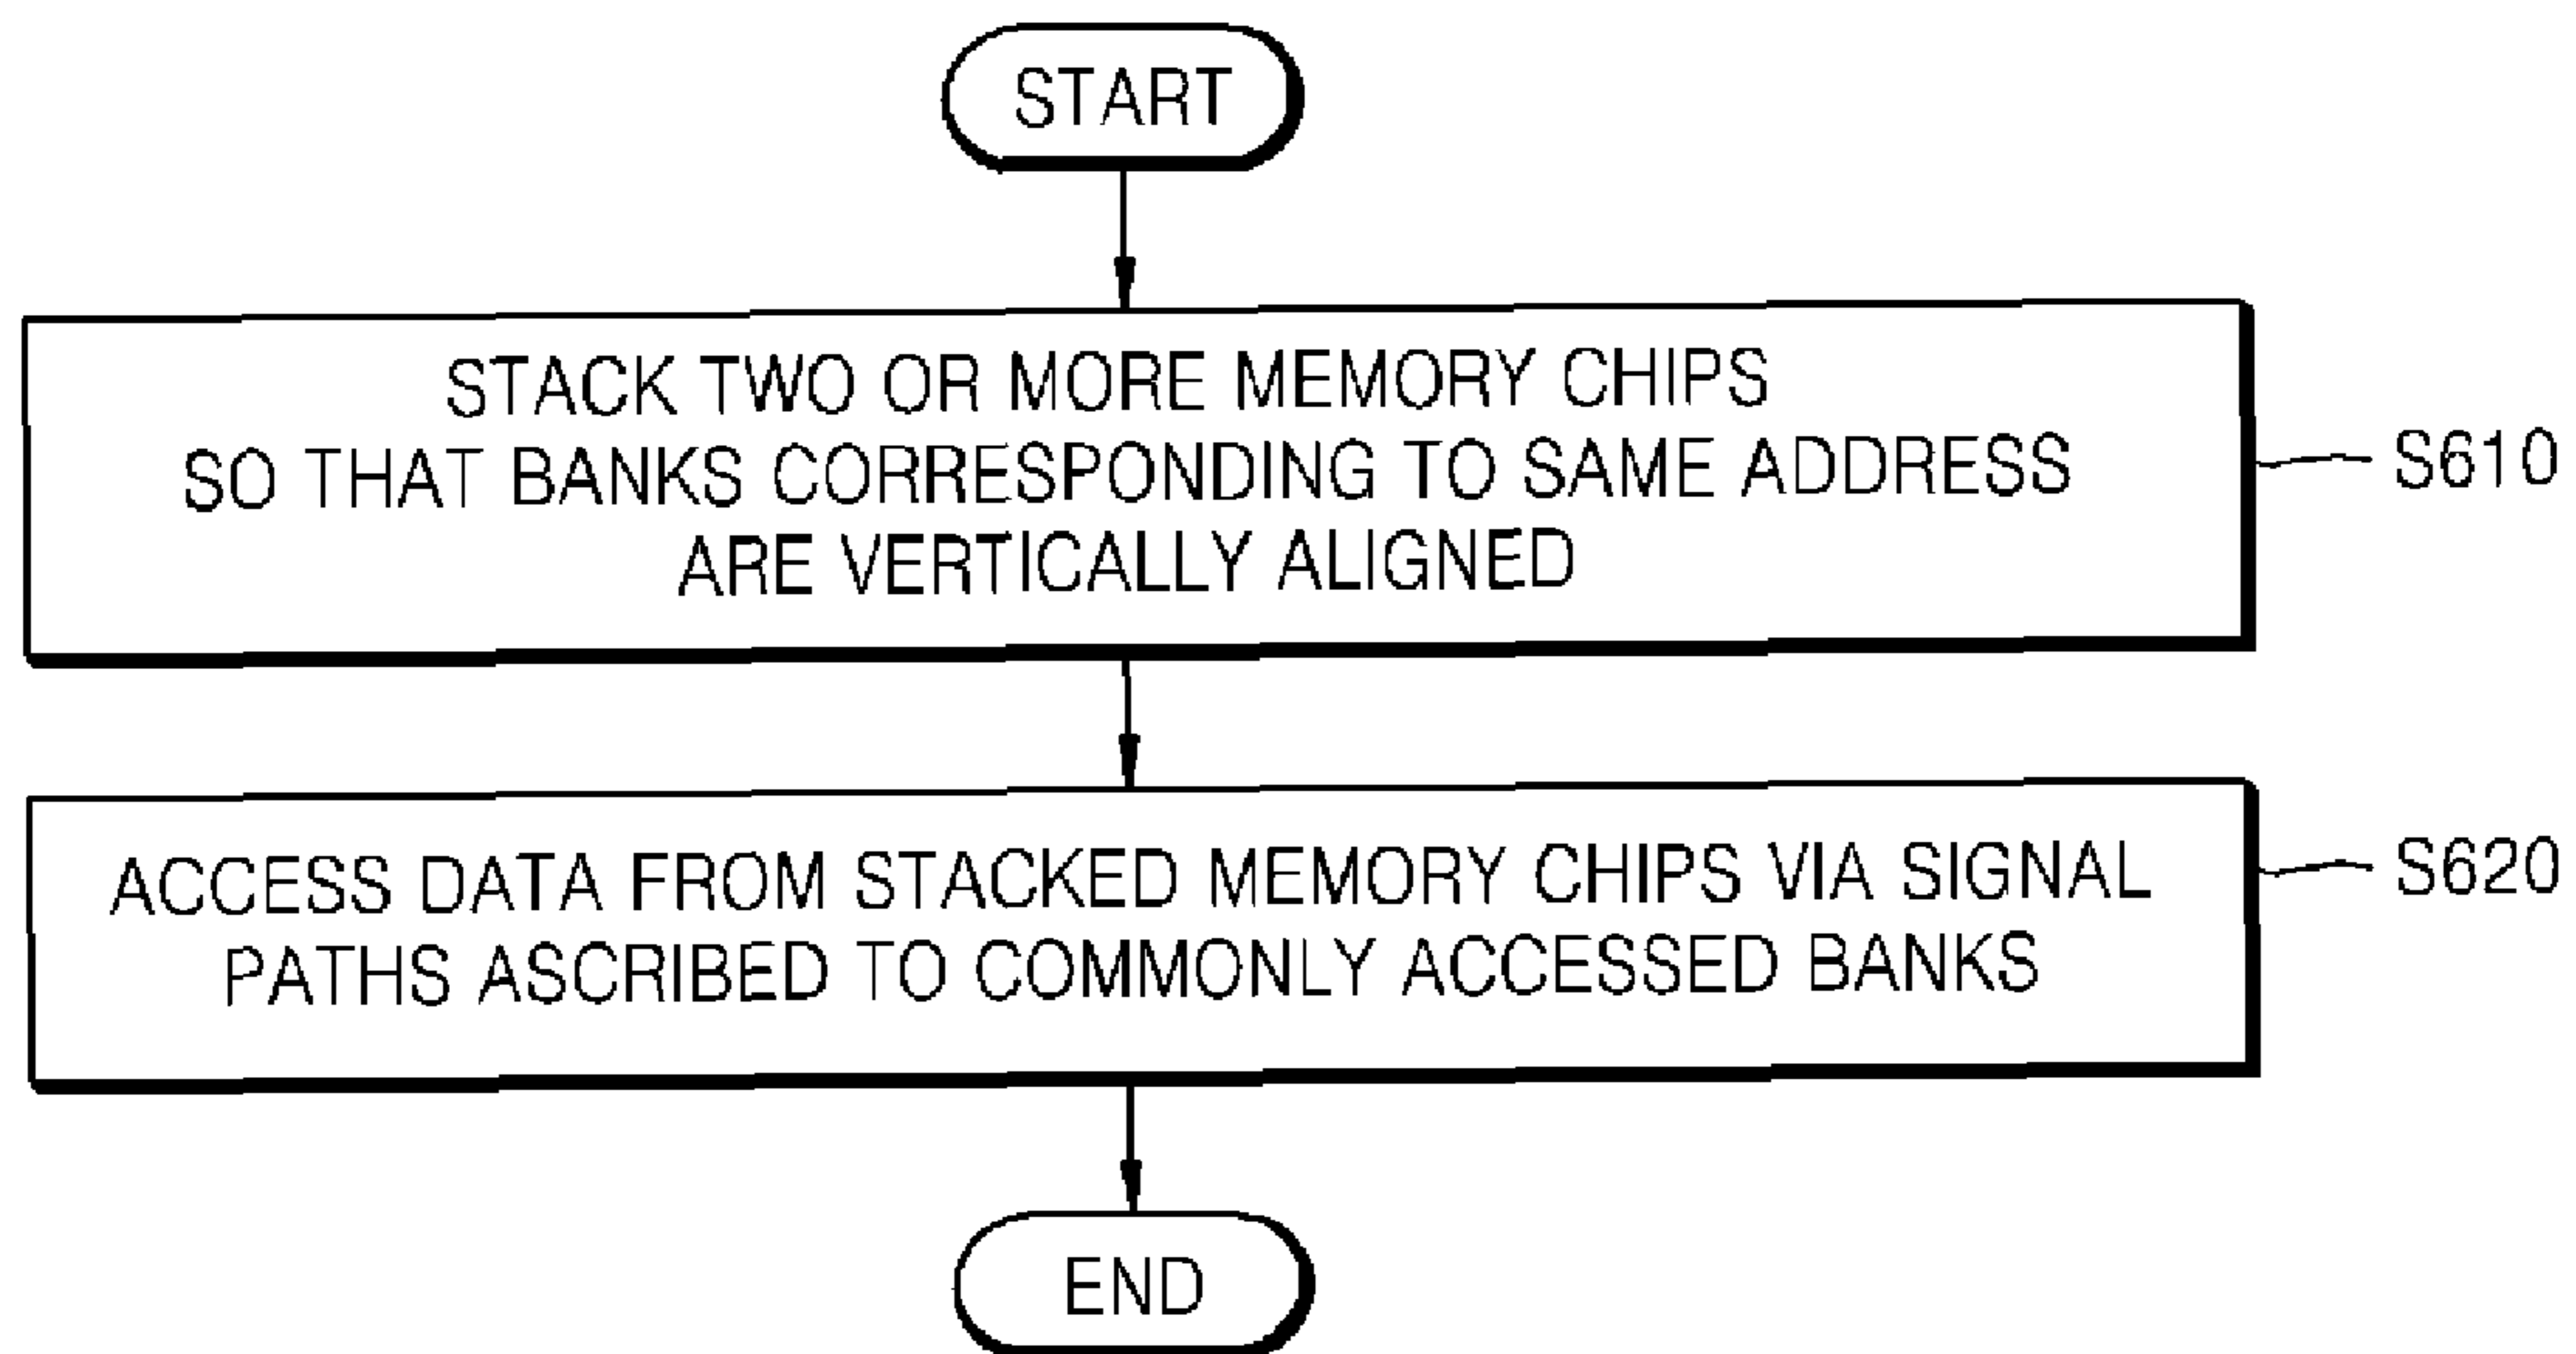 START
STACK TWO OR MORE MEMORY CHIPS
SO THAT BANKS CORRESPONDING TO SAME ADDRESS
ARE VERTICALLY ALIGNED
S610
ACCESS DATA FROM STACKED MEMORY CHIPS VIA SIGNAL
PATHS ASCRIBED TO COMMONLY ACCESSED BANKS
S620
END